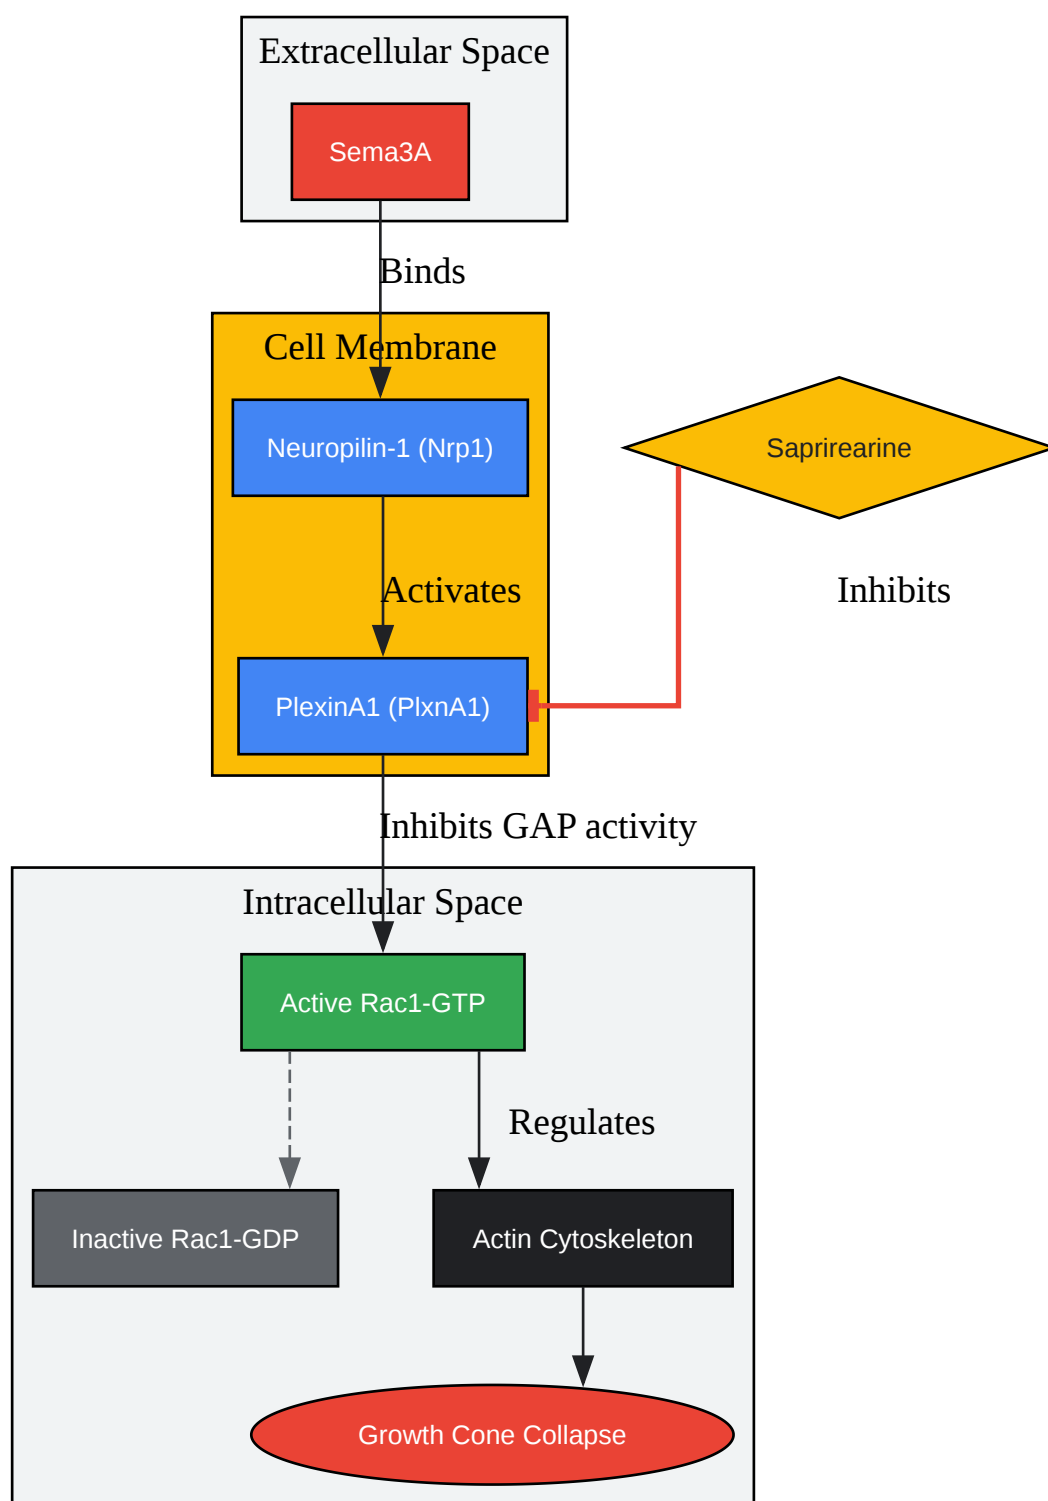 Extracellular Space
Sema3A
Binds
Cell Membrane
Neuropilin-1 (Nrp1)
Saprirearine
Activates
Inhibits
PlexinA1 (PlxnA1)
Inhibits GAP activity
Intracellular Space
Active Rac1-GTP
Regulates
Inactive Rac1-GDP
Actin Cytoskeleton
Growth Cone Collapse